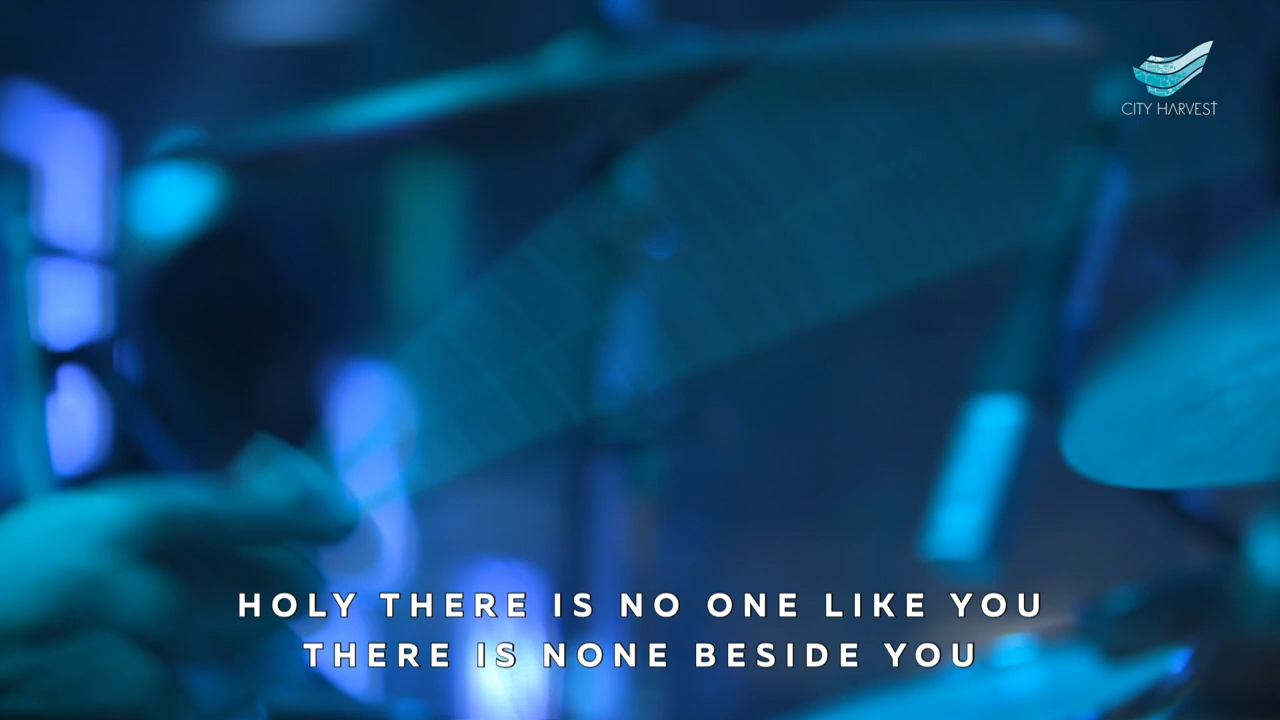 CITY HARVEST
HOLY THERE IS NO ONE LIKE YOU
THERE IS NONE BESIDE YOU